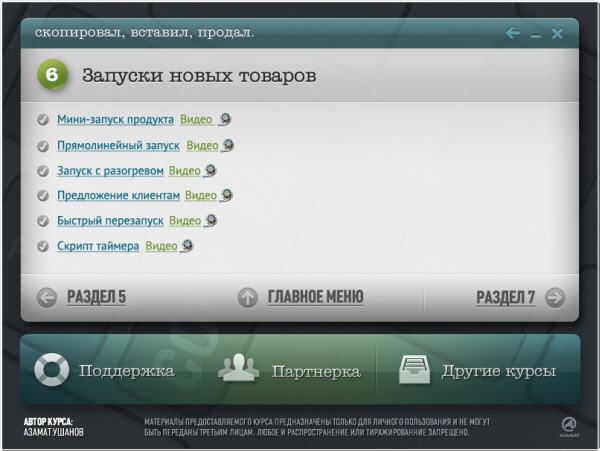 скопировал, вставил, продал.
6 Запуски новых товаров
Мини-запуск продукта Видео
Прямолинейный запуск Видео
Запуск с разогревом Видео
Предложение клиентам Видео
Быстрый перезапуск Видео
Скрипт таймера Видео
РАЗДЕЛ 5 ГЛАВНОЕ МЕНЮ РАЗДЕЛ 7
Поддержка Партнерка Другие курсы
АВТОР КУРСА:
АЗАМАТ УШАНОВ
МАТЕРИАЛЫ ПРЕДОСТАВЛЯЕМОГО КУРСА ПРЕДНАЗНАЧЕНЫ ТОЛЬКО ДЛЯ ЛИЧНОГО ПОЛЬЗОВАНИЯ И НЕ МОГУТ
БЫТЬ ПЕРЕДАНЫ ТРЕТЬИМ ЛИЦАМ. ЛЮБОЕ И РАСПРОСТРАНЕНИЕ ИЛИ ТИРАЖИРОВАННИЕ ЗАПРЕЩЕНО.
АЗАМАТ